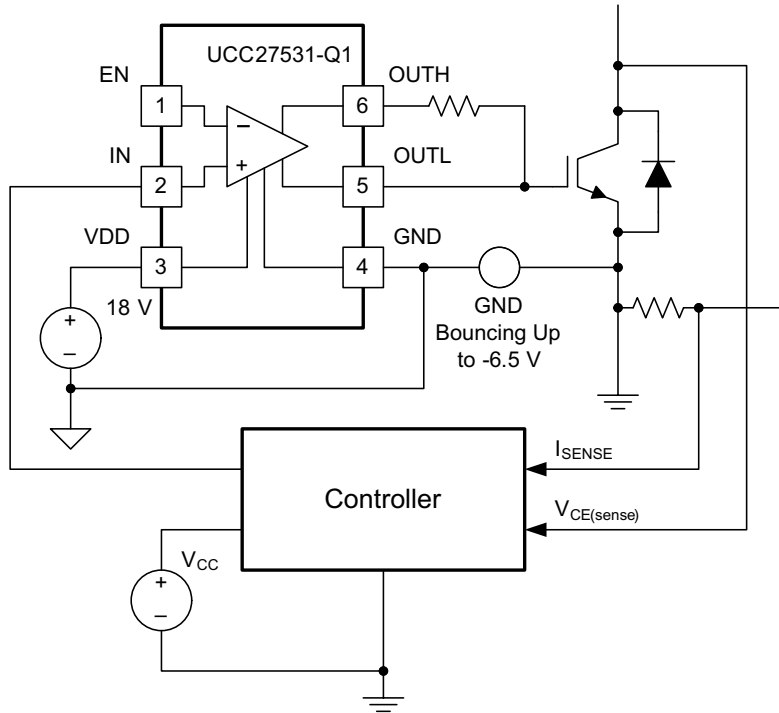 UCC27531-Q1
EN
OUTH
1
6
IN
OUTL
2
5
VDD
GND
3
4
18 V
GND
Bouncing Up
to -6.5 V
+
−
+
−
ISENSE
Controller
VCE(sense)
VCC
+
−